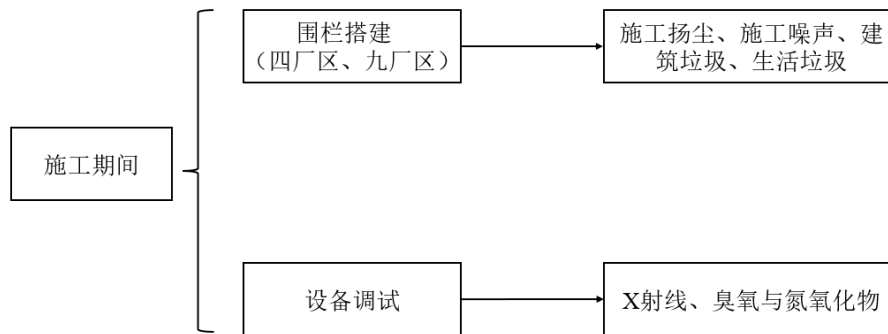 围栏搭建
（四厂区、九厂区）
施工扬尘、施工噪声、建
筑垃圾、生活垃圾
施工期间
设备调试
X射线、臭氧与氮氧化物